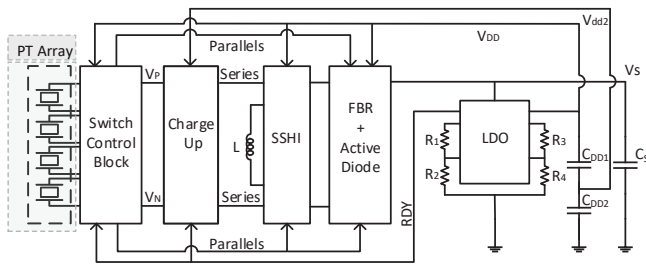 Vdd2
Parallels
VDD
PT Array
VP
Series
Vs
Switch
Control
Block
Charge
Up
L
SSHI
FBR
+
Active
Diode
R1
R2
LDO
R3
R4
CDD1
CS
CDD2
VN
Series
RDY
Parallels